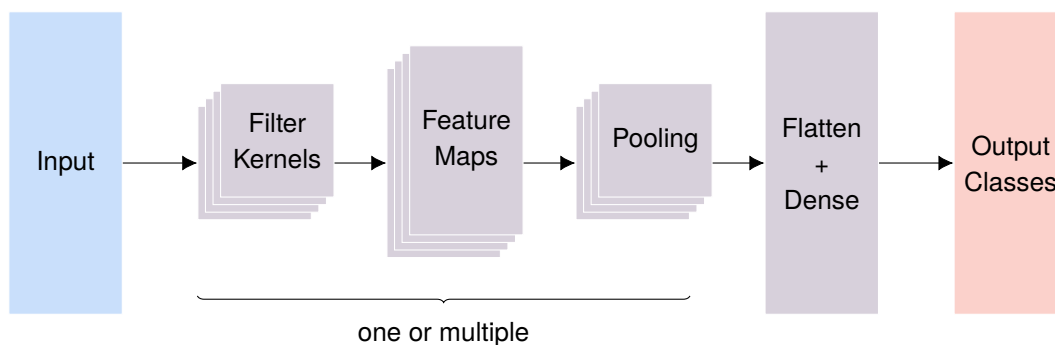 Input
Filter
Kernels
Feature
Maps
Pooling
Flatten
+
Dense
Output
Classes
one or multiple